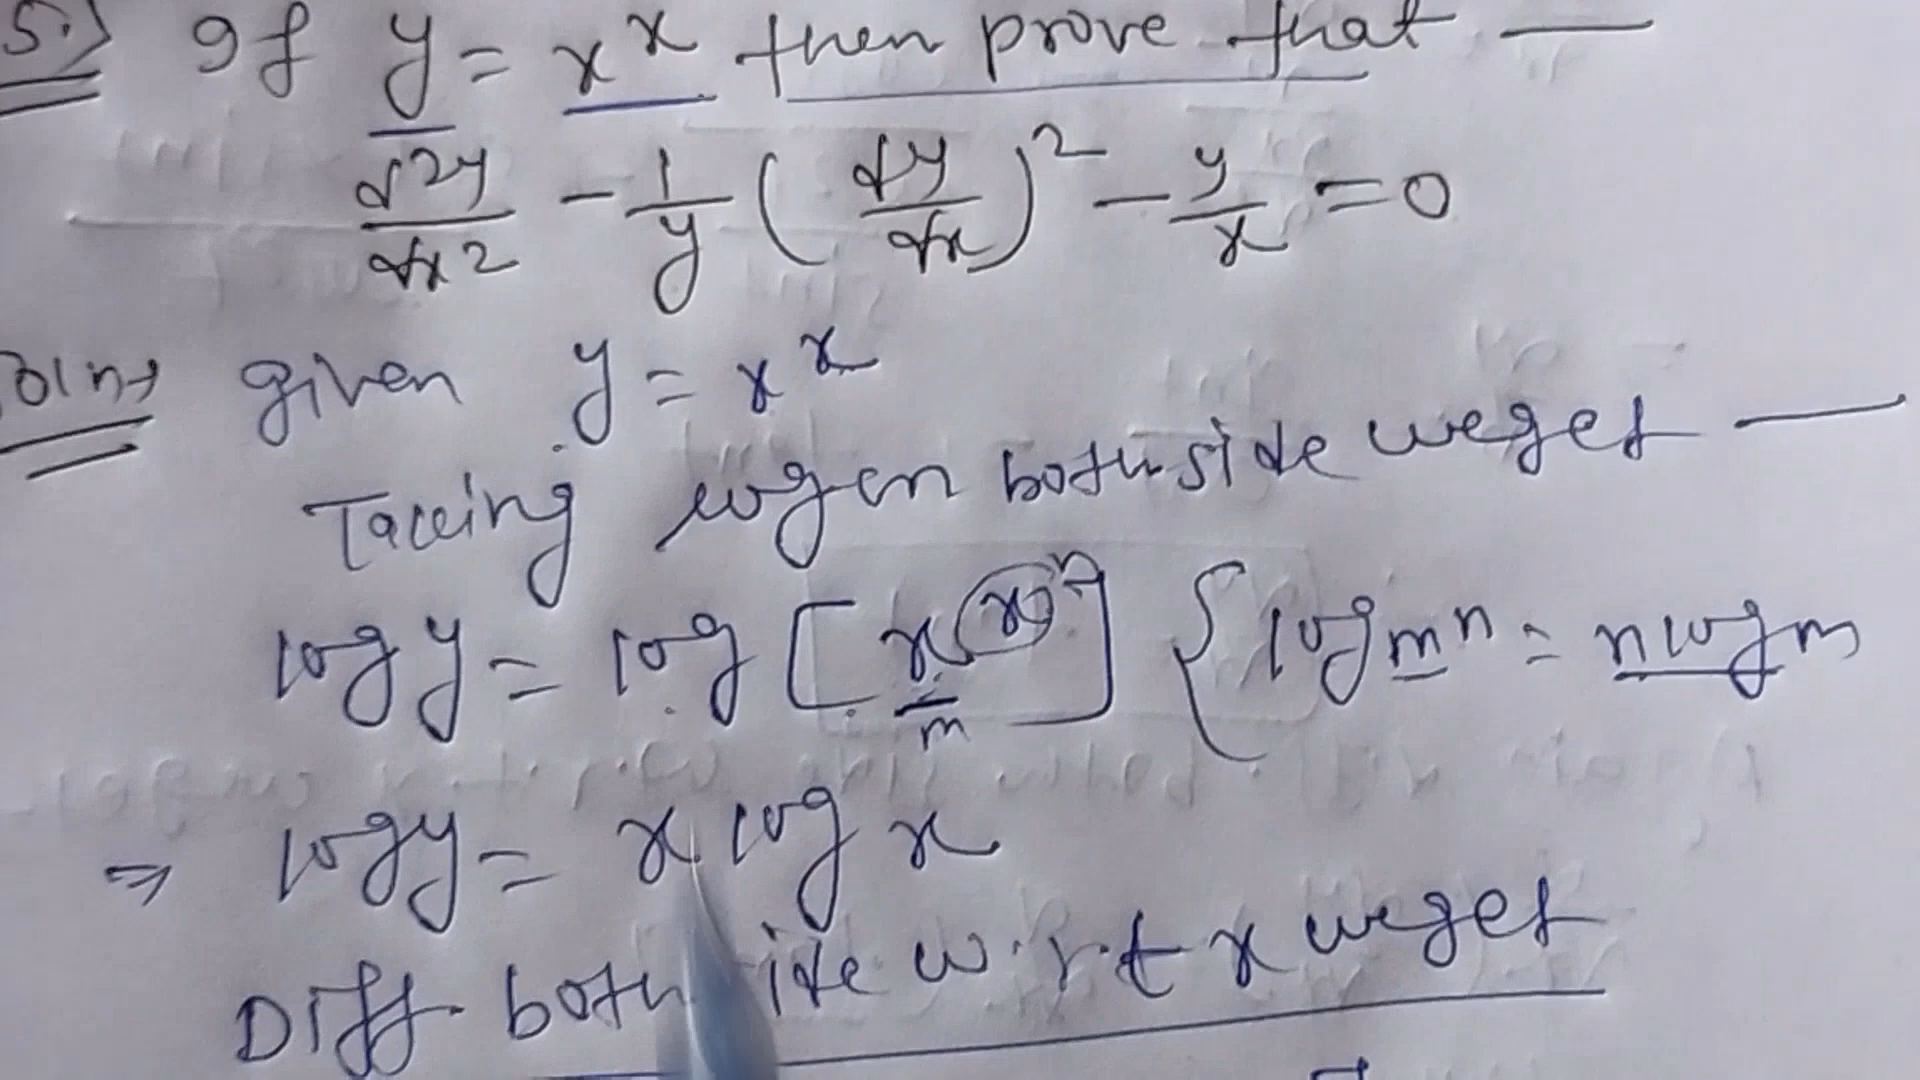 5.) If y = x^x then prove that —
d²y/dx² - 1/y (dy/dx)² - y/x = 0
Soln→ given y = x^x
Taking log on both side we get —
log y = log [x^x] { log m^n = n log m
n
m
⇒ log y = x log x
Diff. both side w.r.t x we get